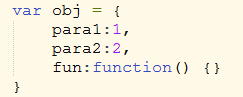 var obj = {
    para1:1,
    para2:2,
    fun:function() {}
}